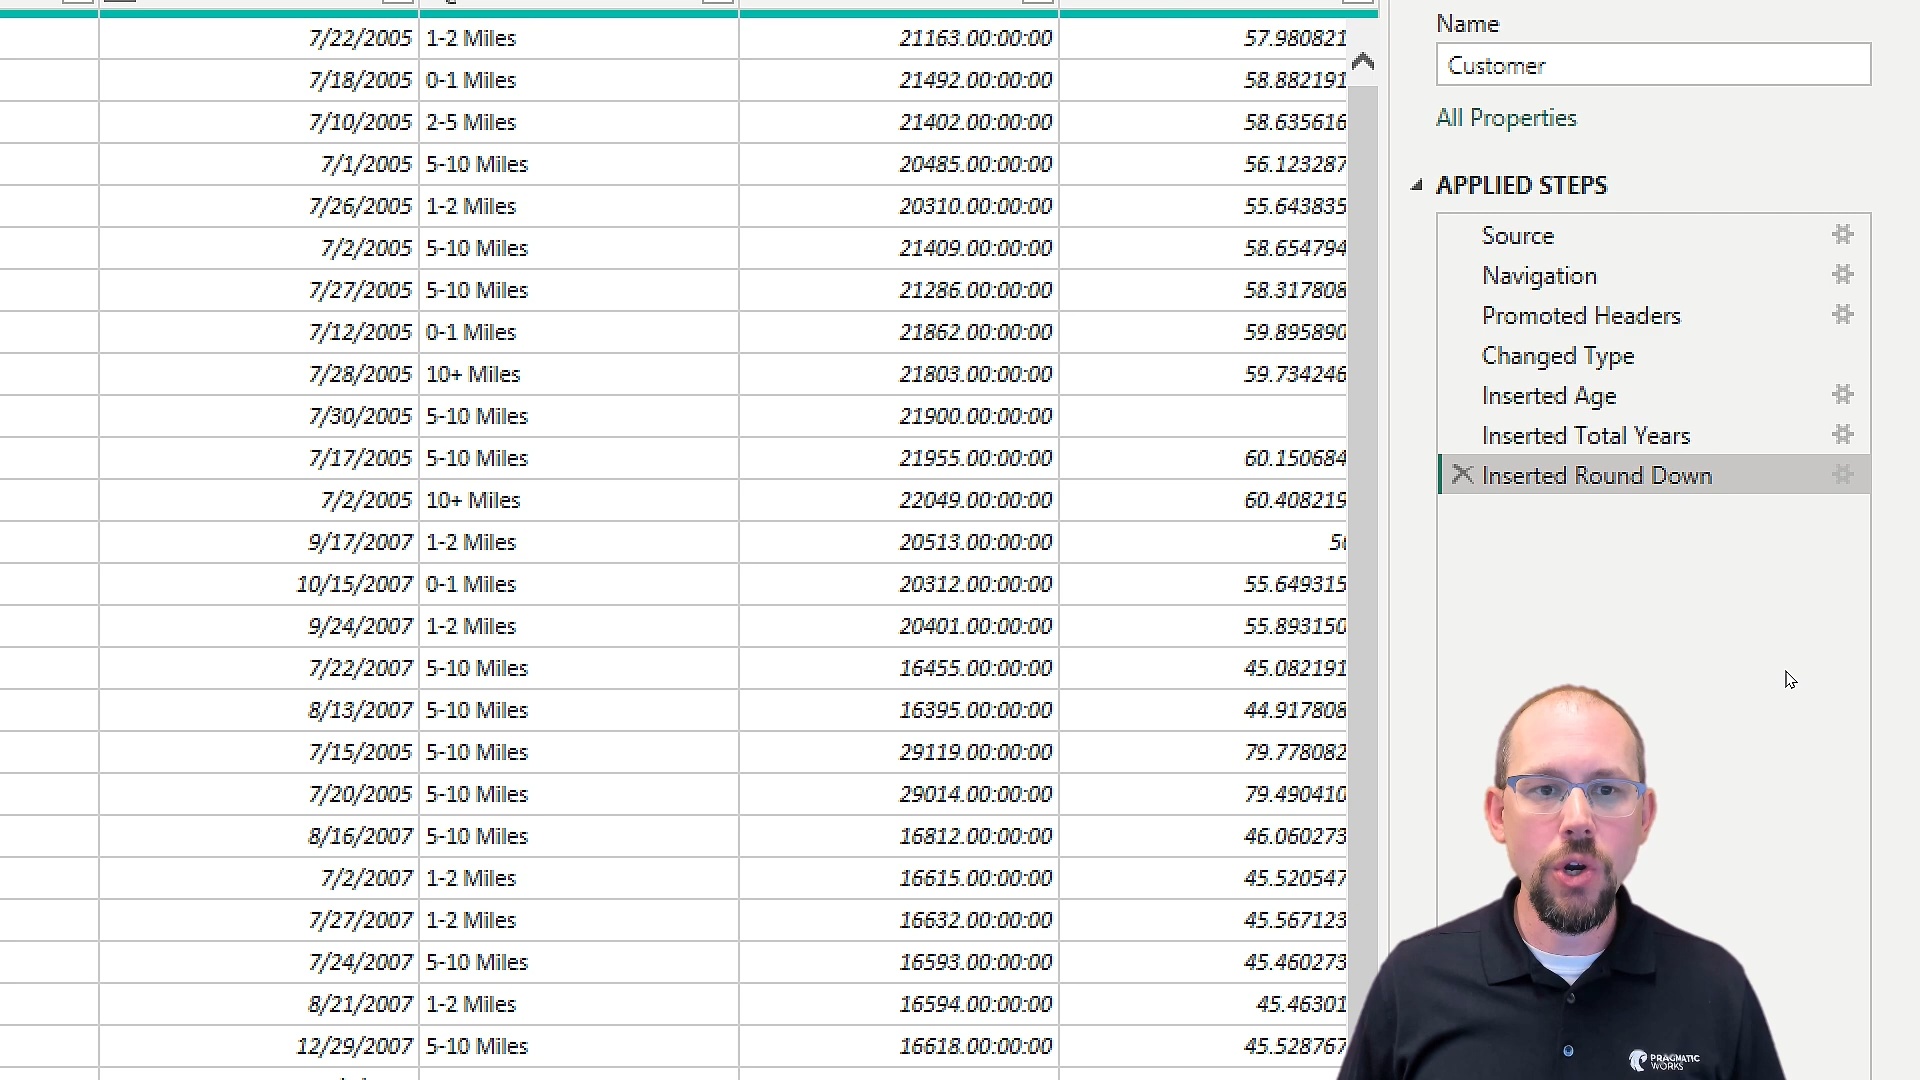 7/22/2005 1-2 Miles 21163.00:00:00 57.980821
7/18/2005 0-1 Miles 21492.00:00:00 58.882191
7/10/2005 2-5 Miles 21402.00:00:00 58.635616
7/1/2005 5-10 Miles 20485.00:00:00 56.123287
7/26/2005 1-2 Miles 20310.00:00:00 55.643835
7/2/2005 5-10 Miles 21409.00:00:00 58.654794
7/27/2005 5-10 Miles 21286.00:00:00 58.317808
7/12/2005 0-1 Miles 21862.00:00:00 59.895890
7/28/2005 10+ Miles 21803.00:00:00 59.734246
7/30/2005 5-10 Miles 21900.00:00:00
7/17/2005 5-10 Miles 21955.00:00:00 60.150684
7/2/2005 10+ Miles 22049.00:00:00 60.408219
9/17/2007 1-2 Miles 20513.00:00:00
10/15/2007 0-1 Miles 20312.00:00:00 55.649315
9/24/2007 1-2 Miles 20401.00:00:00 55.893150
7/22/2007 5-10 Miles 16455.00:00:00 45.082191
8/13/2007 5-10 Miles 16395.00:00:00 44.917808
7/15/2005 5-10 Miles 29119.00:00:00 79.778082
7/20/2005 5-10 Miles 29014.00:00:00 79.490410
8/16/2007 5-10 Miles 16812.00:00:00 46.060273
7/2/2007 1-2 Miles 16615.00:00:00 45.520547
7/27/2007 1-2 Miles 16632.00:00:00 45.567123
7/24/2007 5-10 Miles 16593.00:00:00 45.460273
8/21/2007 1-2 Miles 16594.00:00:00 45.46301
12/29/2007 5-10 Miles 16618.00:00:00 45.528767
Name
Customer
All Properties
APPLIED STEPS
Source
Navigation
Promoted Headers
Changed Type
Inserted Age
Inserted Total Years
Inserted Round Down
PRAGMATIC
WORKS